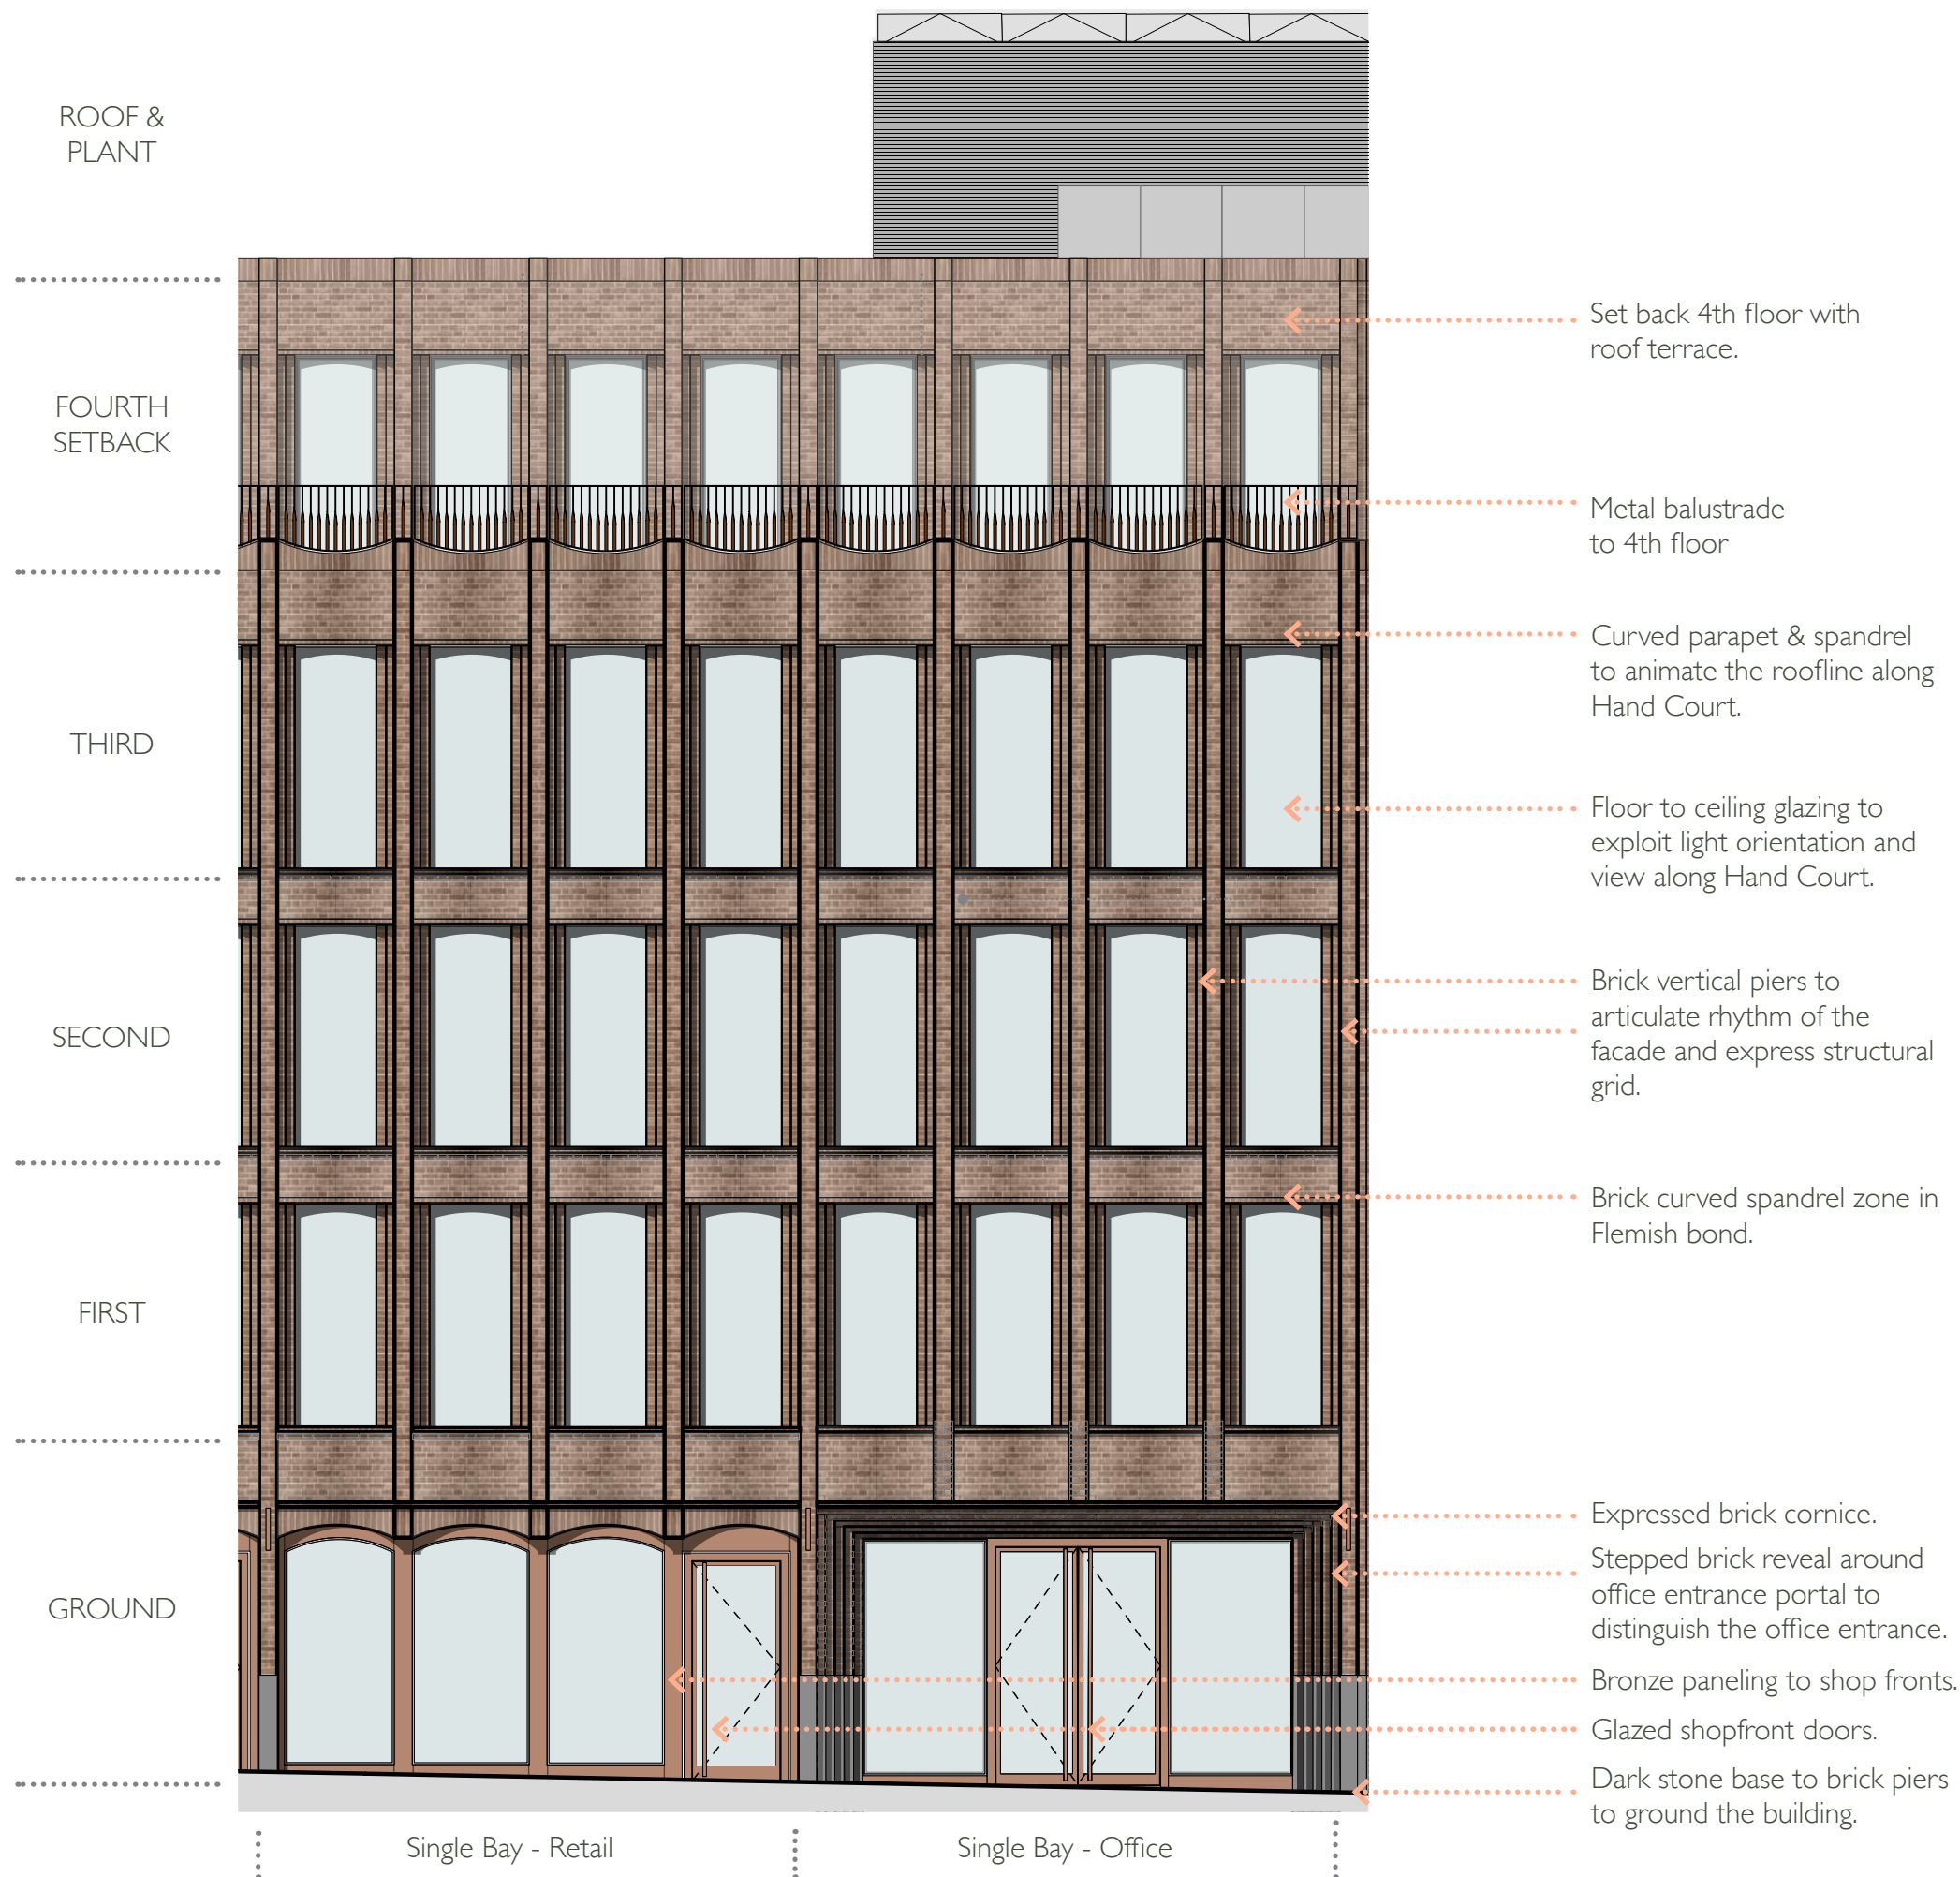 ROOF &
PLANT
FOURTH
SETBACK
THIRD
SECOND
FIRST
GROUND
Set back 4th floor with
roof terrace.
Metal balustrade
to 4th floor
Curved parapet & spandrel
to animate the roofline along
Hand Court.
Floor to ceiling glazing to
exploit light orientation and
view along Hand Court.
Brick vertical piers to
articulate rhythm of the
facade and express structural
grid.
Brick curved spandrel zone in
Flemish bond.
Expressed brick cornice.
Stepped brick reveal around
office entrance portal to
distinguish the office entrance.
Bronze paneling to shop fronts.
Glazed shopfront doors.
Dark stone base to brick piers
to ground the building.
Single Bay - Retail
Single Bay - Office